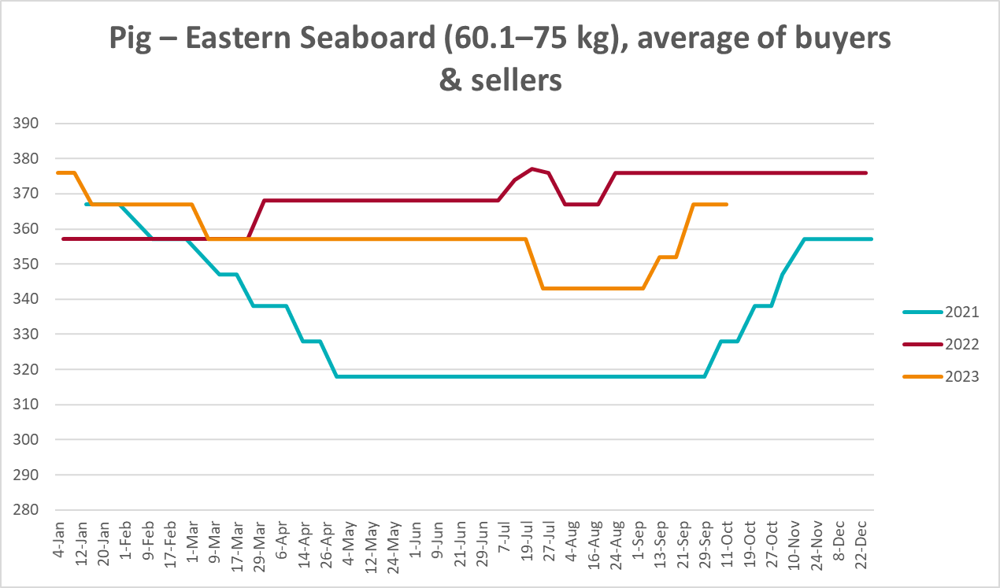 Pig – Eastern Seaboard (60.1–75 kg), average of buyers
& sellers
390
380
370
360
350
340
330
320
310
300
290
280
4-Jan
12-Jan
20-Jan
1-Feb
9-Feb
17-Feb
1-Mar
9-Mar
17-Mar
29-Mar
6-Apr
14-Apr
26-Apr
4-May
12-May
24-May
1-Jun
9-Jun
21-Jun
29-Jun
7-Jul
19-Jul
27-Jul
4-Aug
16-Aug
24-Aug
1-Sep
13-Sep
21-Sep
29-Sep
11-Oct
19-Oct
27-Oct
10-Nov
24-Nov
8-Dec
22-Dec
2021
2022
2023